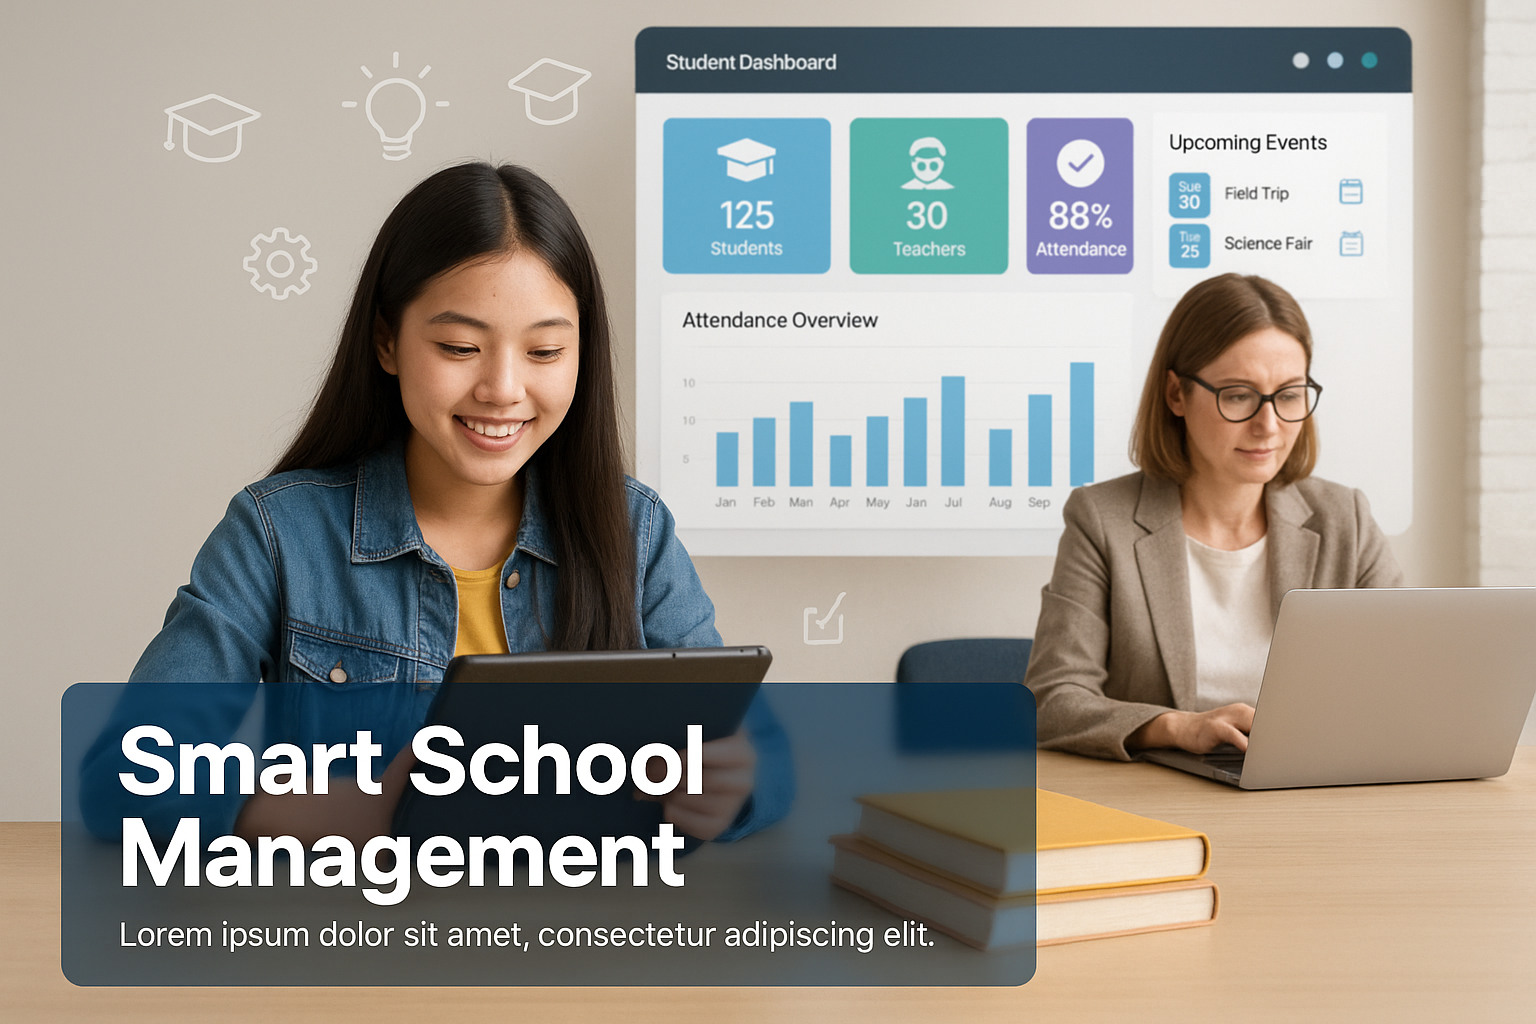 Student Dashboard
125
Students
30
Teachers
88%
Attendance
Upcoming Events
Sue
30
Field Trip
Tise
25
Science Fair
Attendance Overview
10
10
5
Jan Feb Man Apr May Jan Jul Aug Sep
Smart School
Management
Lorem ipsum dolor sit amet, consectetur adipiscing elit.